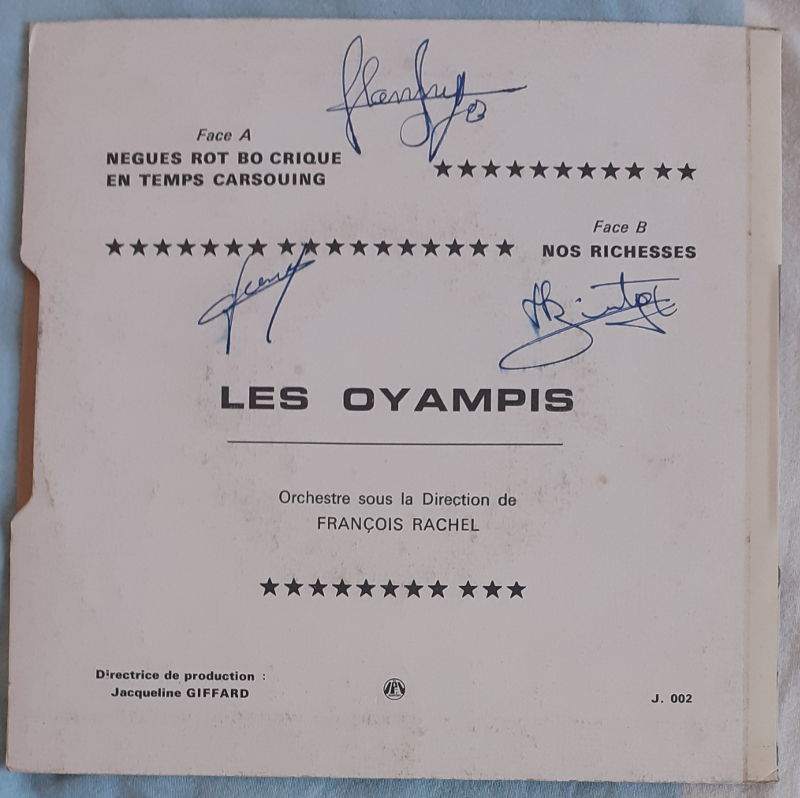 Face A
NEGUES ROT BO CRIQUE
EN TEMPS CARSOUING
★★★★★★★★★★★
Face B
★★★★★★★★★★★★★★★★★
NOS RICHESSES
LES OYAMPIS
Orchestre sous la Direction de
FRANÇOIS RACHEL
★★★★★★★★★★★
Directrice de production :
Jacqueline GIFFARD
J. 002